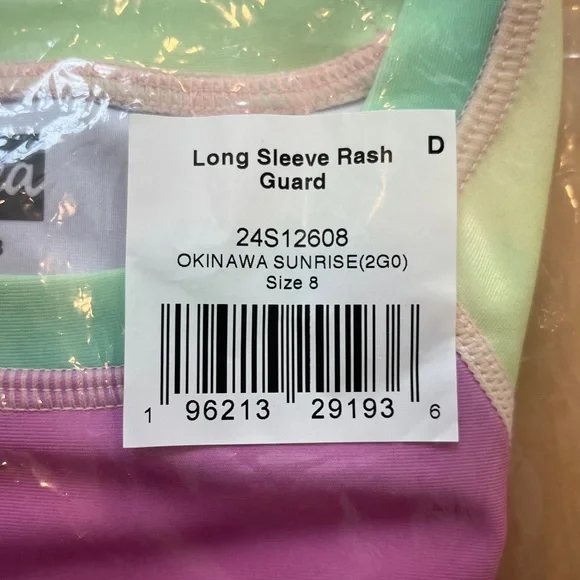 D
Long Sleeve Rash
Guard
24S12608
OKINAWA SUNRISE(2G0)
Size 8
1 96213 29193 6